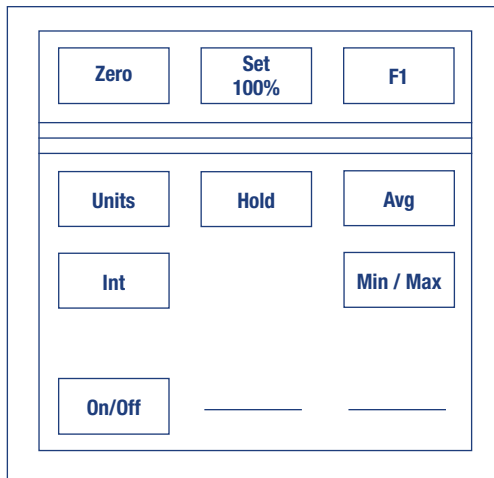 Zero
Set
100%
F1
Units
Hold
Avg
Int
Min / Max
On/Off